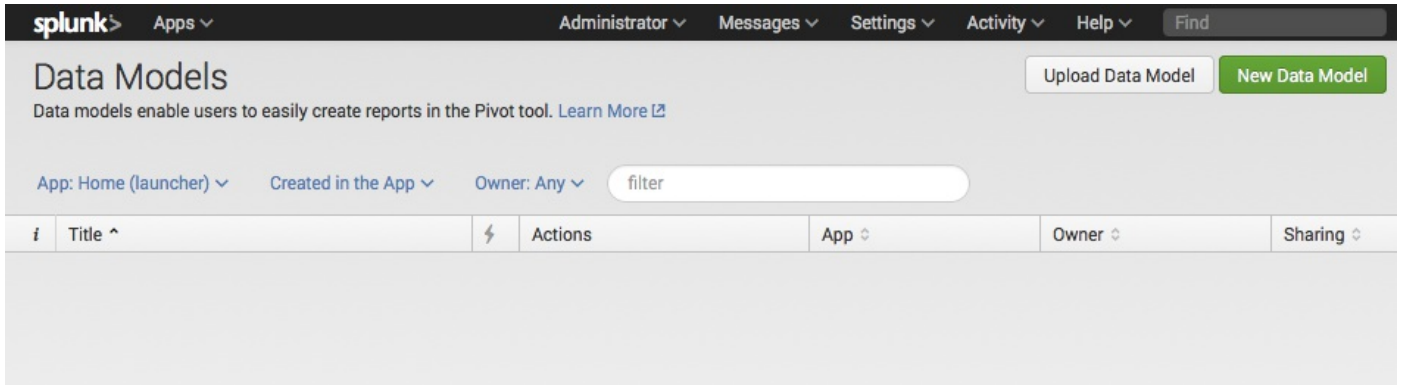 splunk> Apps Administrator Messages Settings Activity Help Find
Data Models Upload Data Model New Data Model
Data models enable users to easily create reports in the Pivot tool. Learn More
App: Home (launcher) Created in the App Owner: Any filter
i Title Actions App Owner Sharing